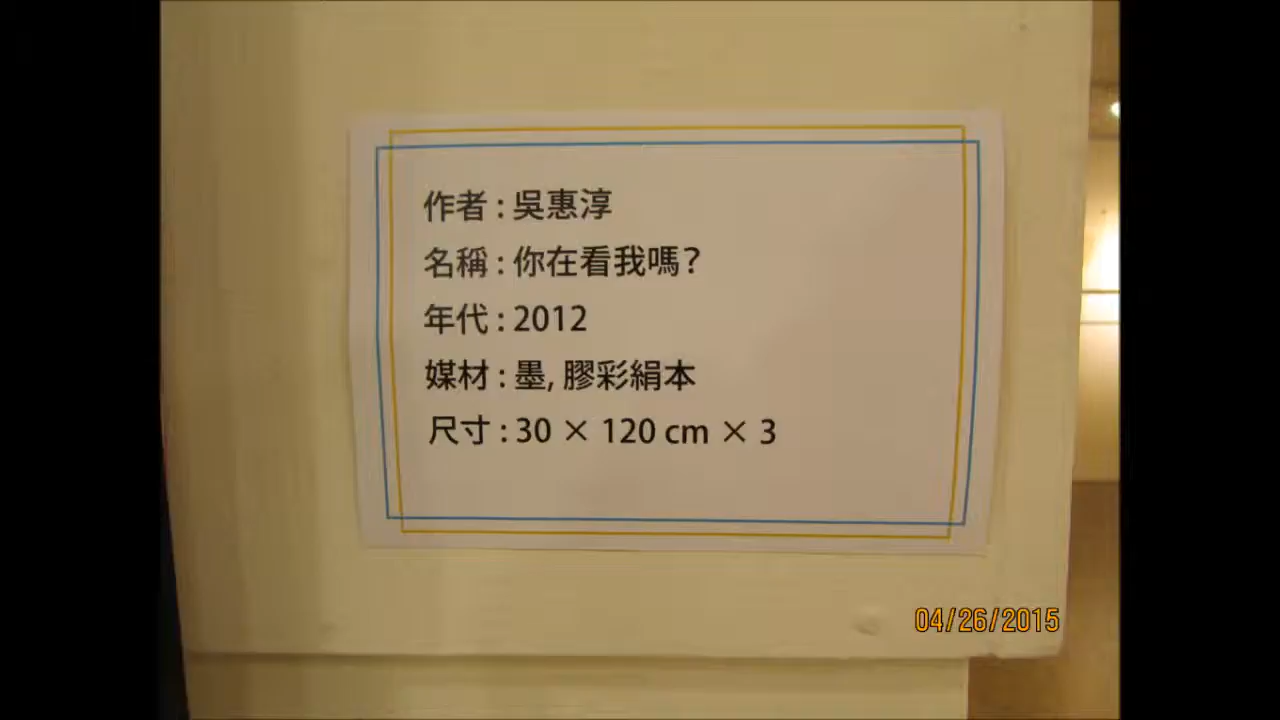 作者 : 吳惠淳
名稱 : 你在看我嗎?
年代 : 2012
媒材 : 墨, 膠彩絹本
尺寸 : 30 × 120 cm × 3
04/26/2015